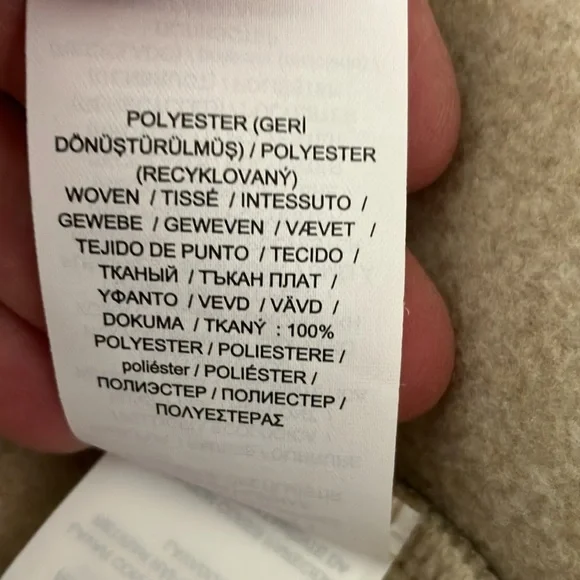 POLYESTER (GERİ
DÖNÜŞTÜRÜLMÜŞ) / POLYESTER
(RECYKLOVANÝ)
WOVEN / TISSÉ / INTESSUTO /
GEWEBE / GEWEVEN / VÆVET /
TEJIDO DE PUNTO / TECIDO /
ТКАНЫЙ / ТЪКАН ПЛАТ /
ΥΦΑΝΤΟ / VEVD / VÄVD /
DOKUMA / TKANÝ : 100%
POLYESTER / POLIESTERE /
poliéster / POLIÉSTER /
ПОЛИЭСТЕР / ПОЛИЕСТЕР /
ΠΟΛΥΕΣΤΕΡΑΣ